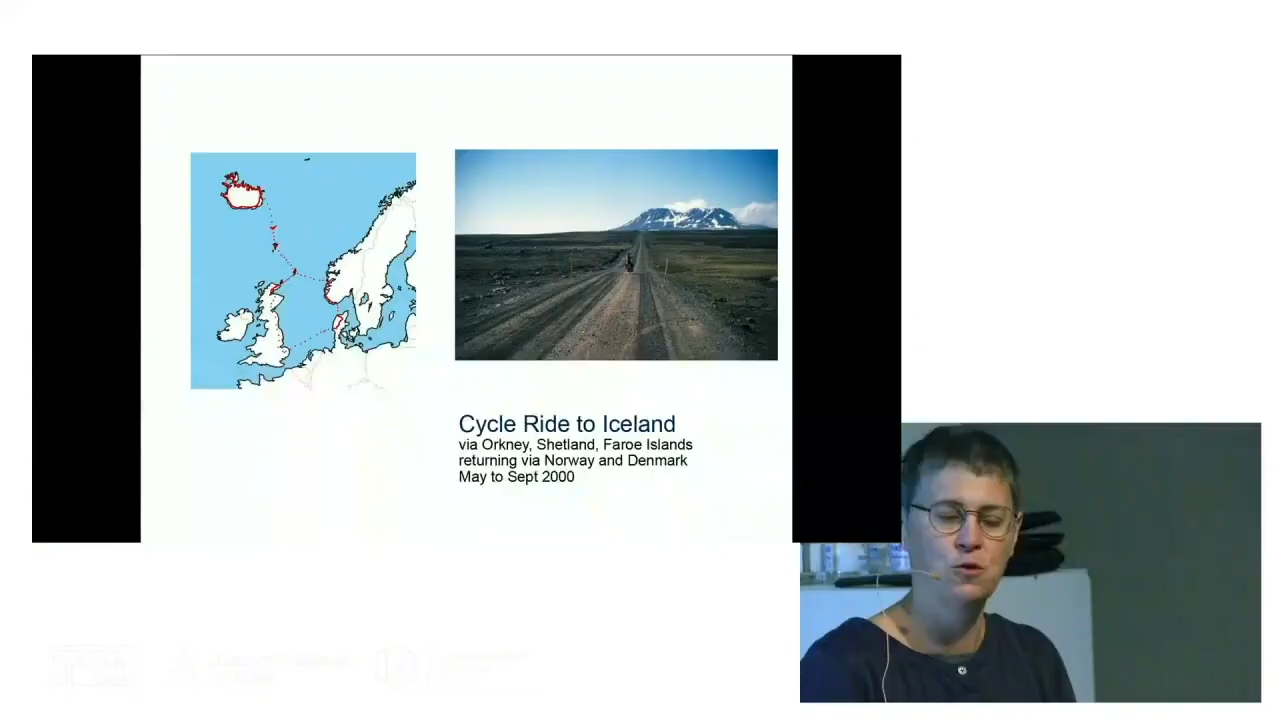 Cycle Ride to Iceland
via Orkney, Shetland, Faroe Islands
returning via Norway and Denmark
May to Sept 2000